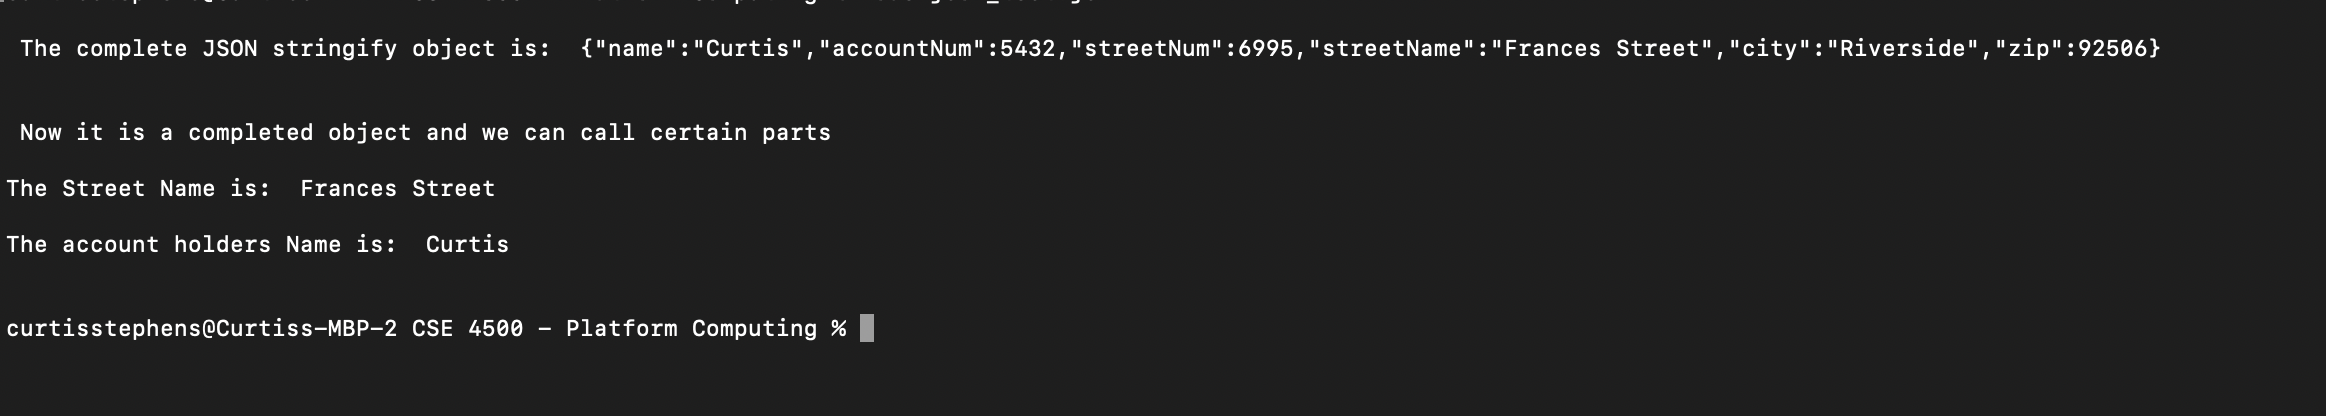 The complete JSON stringify object is:  {"name":"Curtis","accountNum":5432,"streetNum":6995,"streetName":"Frances Street","city":"Riverside","zip":92506}
Now it is a completed object and we can call certain parts
The Street Name is:  Frances Street
The account holders Name is:  Curtis
curtisstephens@Curtiss-MBP-2 CSE 4500 - Platform Computing %